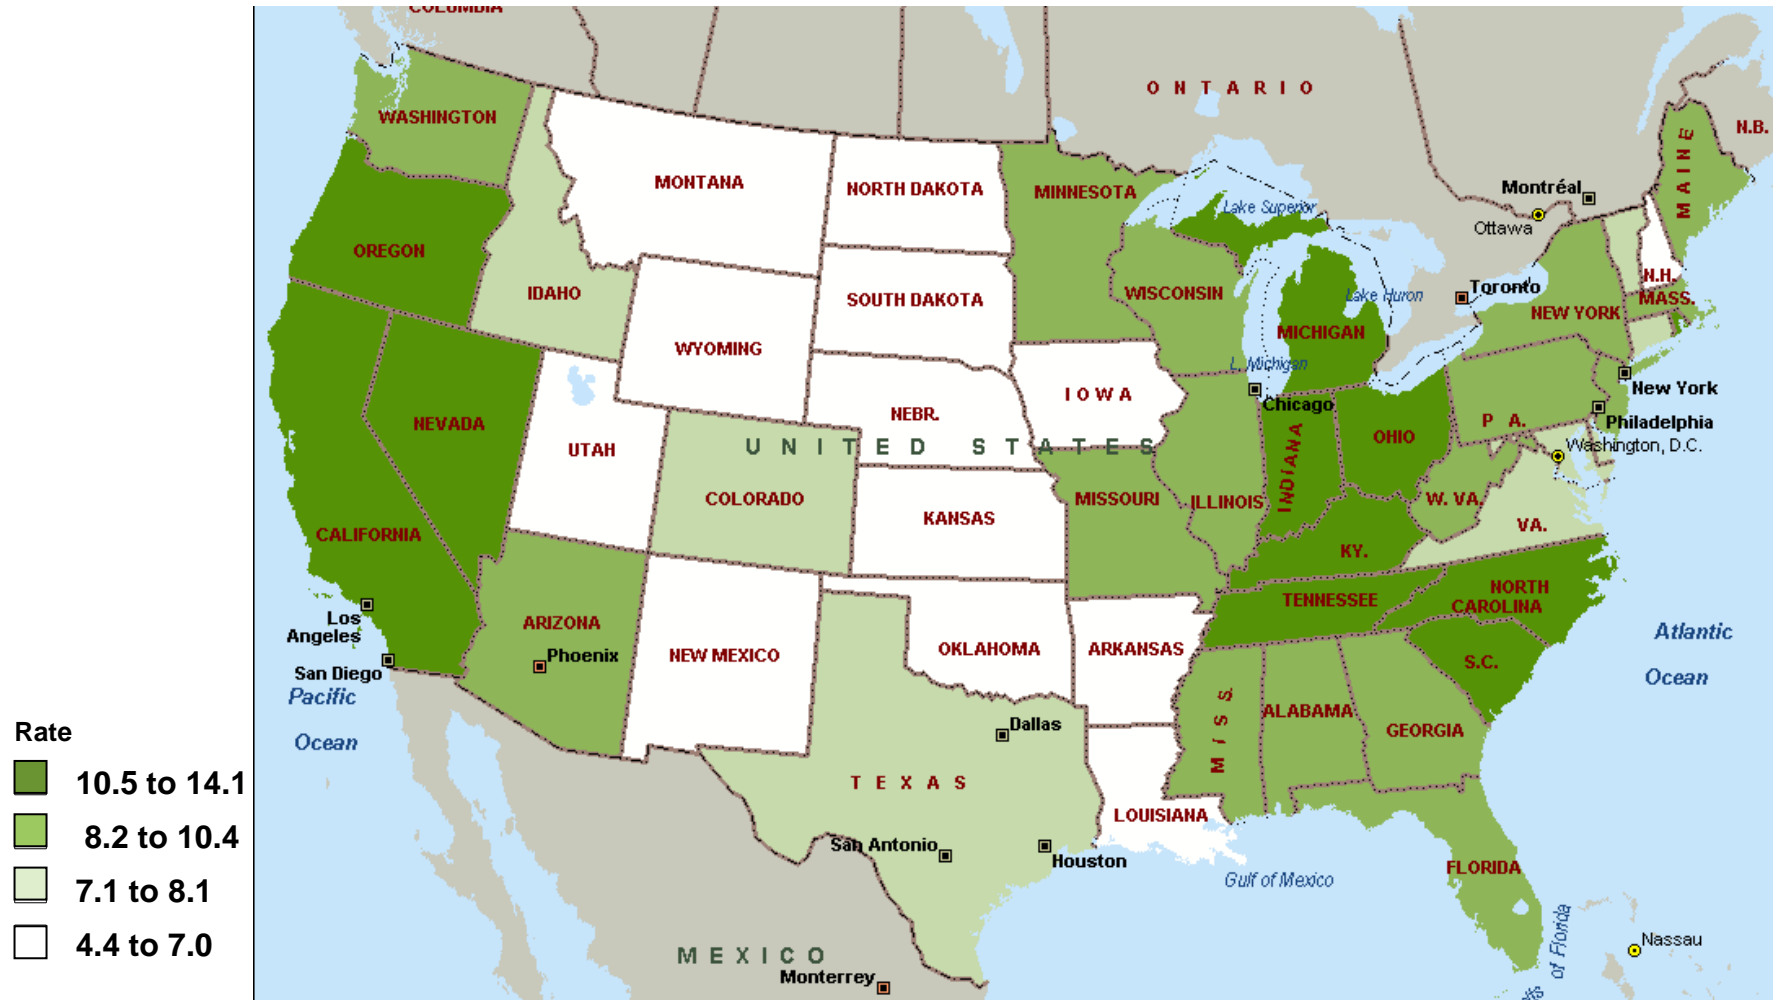 COLUMBIA
ONTARIO
N.B.
WASHINGTON
MAINE
MONTANA
NORTH DAKOTA
MINNESOTA
Montréal
Lake Superior
Ottawa
OREGON
IDAHO
SOUTH DAKOTA
WISCONSIN
Lake Huron
Toronto
N.H.
MASS.
NEW YORK
MICHIGAN
WYOMING
L. Michigan
IOWA
Chicago
New York
NEBR.
NEVADA
UTAH
UNITED STATES
INDIANA
OHIO
P A.
Philadelphia
Washington, D.C.
COLORADO
KANSAS
MISSOURI
ILLINOIS
W. VA.
VA.
CALIFORNIA
KY.
Los
Angeles
ARIZONA
Phoenix
TENNESSEE
NORTH
CAROLINA
San Diego
NEW MEXICO
OKLAHOMA
ARKANSAS
S.C.
Atlantic
Ocean
Pacific
Ocean
Dallas
MISS.
ALABAMA
GEORGIA
TEXAS
LOUISIANA
San Antonio
Houston
Gulf of Mexico
FLORIDA
of Florida
MEXICO
Monterrey
Nassau
Rate
10.5 to 14.1
8.2 to 10.4
7.1 to 8.1
4.4 to 7.0